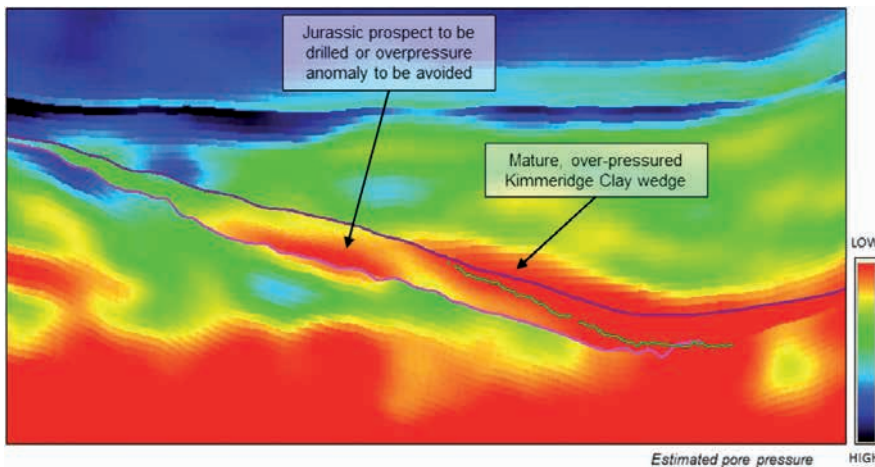 Jurassic prospect to be
drilled or overpressure
anomaly to be avoided
Mature, over-pressured
Kimmeridge Clay wedge
LOW
Estimated pore pressure
HIGH